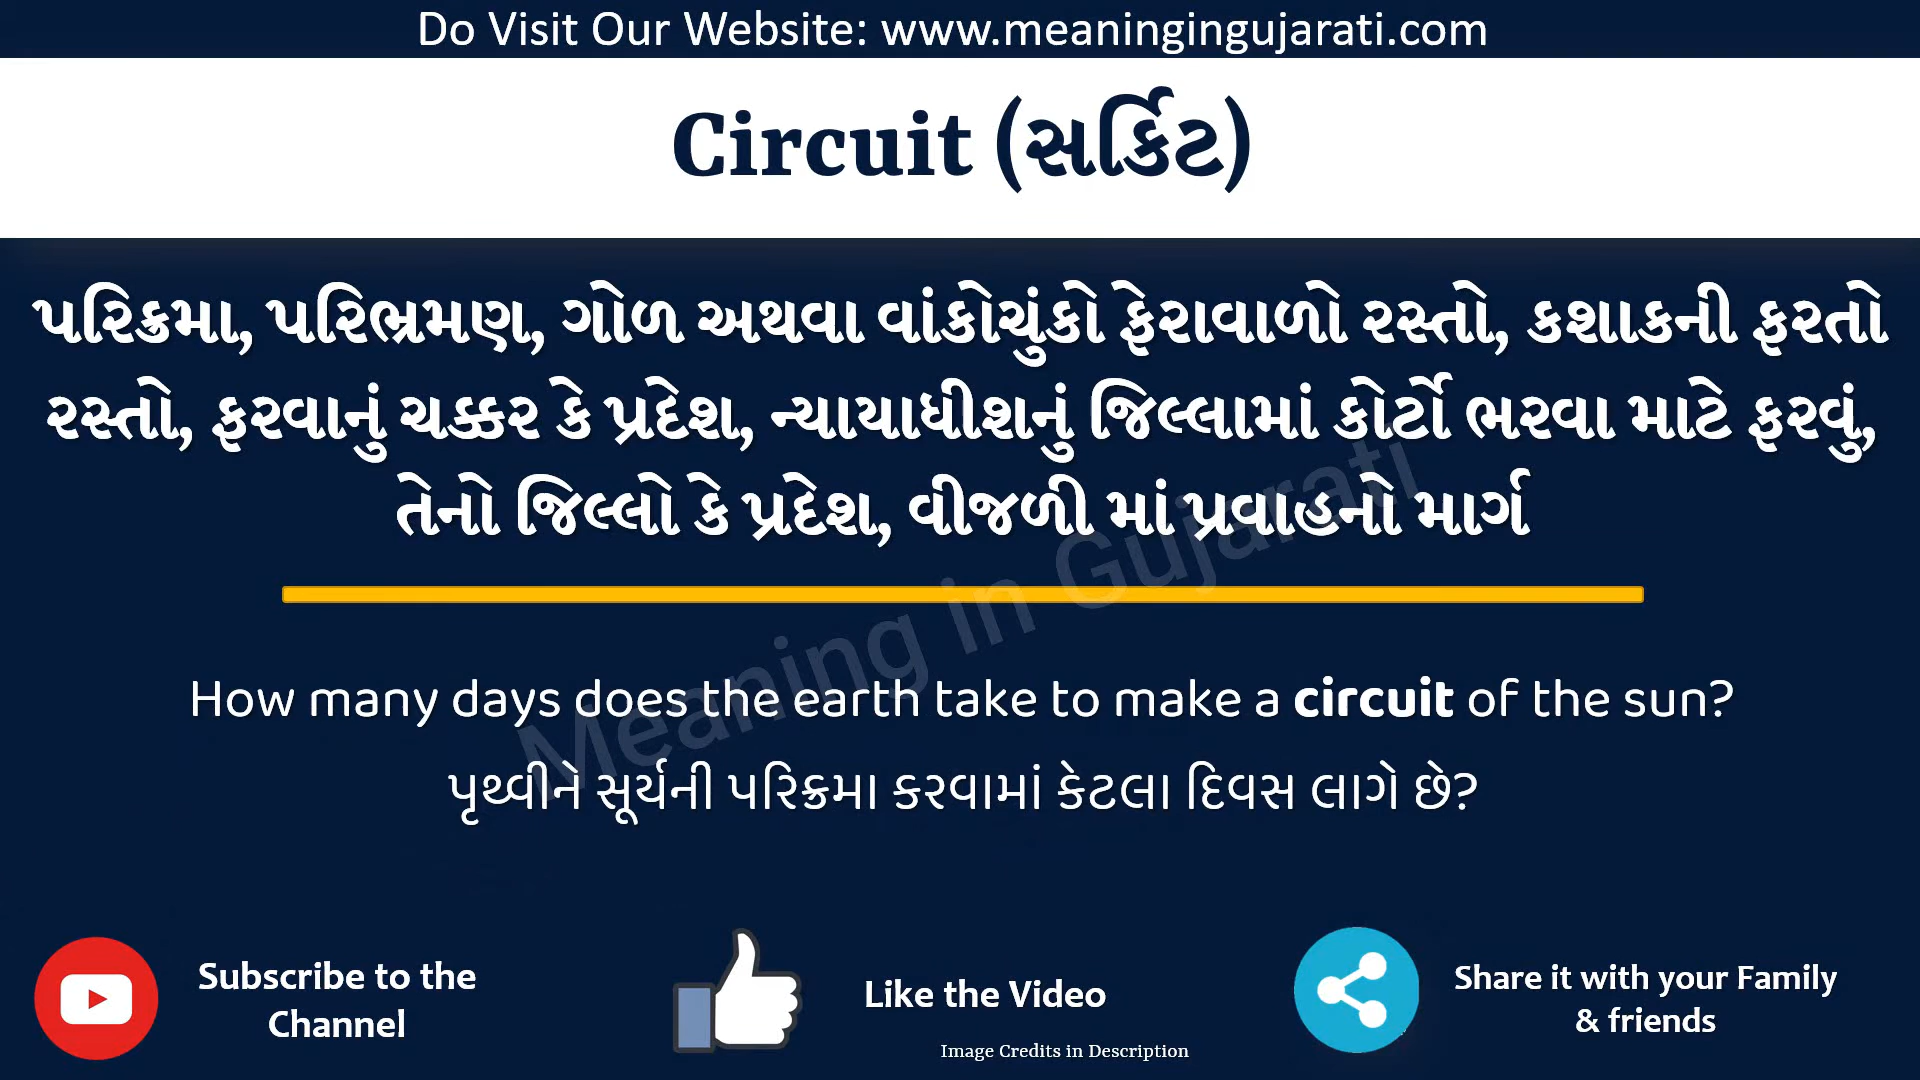 Do Visit Our Website: www.meaningingujarati.com
Circuit (સર્કિટ)
પરિક્રમા, પરિભ્રમણ, ગોળ અથવા વાંકોચુંકો ફેરાવાળો રસ્તો, કશાકની ફરતો
રસ્તો, ફરવાનું ચક્કર કે પ્રદેશ, ન્યાયાધીશનું જિલ્લામાં કોર્ટો ભરવા માટે ફરવું,
તેનો જિલ્લો કે પ્રદેશ, વીજળી માં પ્રવાહનો માર્ગ
Meaning in Gujarati
How many days does the earth take to make a circuit of the sun?
પૃથ્વીને સૂર્યની પરિક્રમા કરવામાં કેટલા દિવસ લાગે છે?
Subscribe to the
Channel
Like the Video
Share it with your Family
& friends
Image Credits in Description